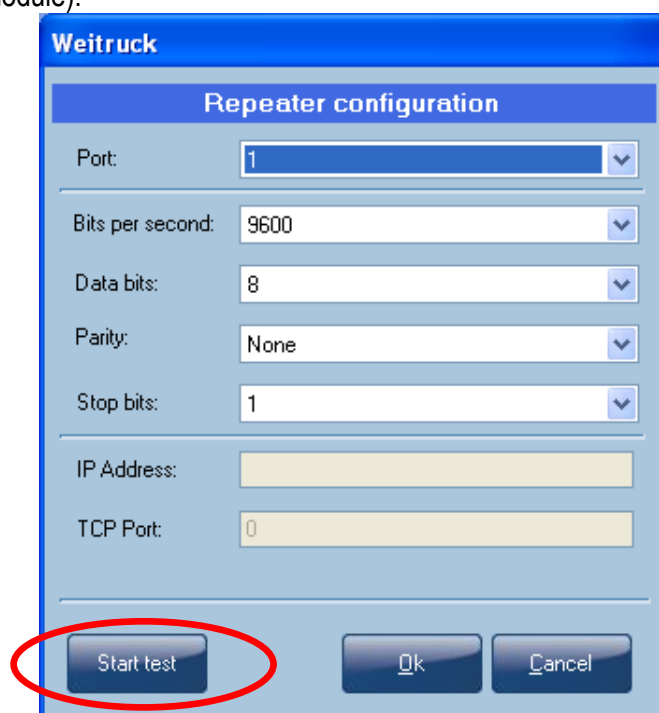 Weitruck
Repeater configuration
Port: 1
Bits per second: 9600
Data bits: 8
Parity: None
Stop bits: 1
IP Address:
TCP Port: 0
Start test Ok Cancel